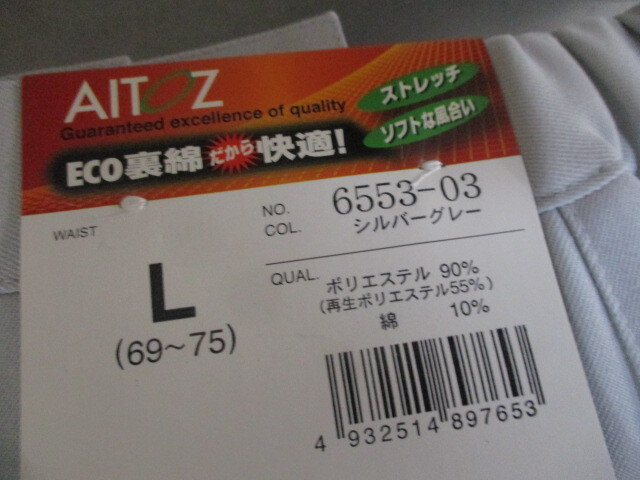 AITOZ
Guaranteed excellence of quality
ストレッチ
ソフトな風合い
ECO裏綿だから快適!
WAIST
L
(69～75)
NO. 6553-03
COL. シルバーグレー
QUAL. ポリエステル 90%
(再生ポリエステル55%)
綿 10%
4 932514 897653